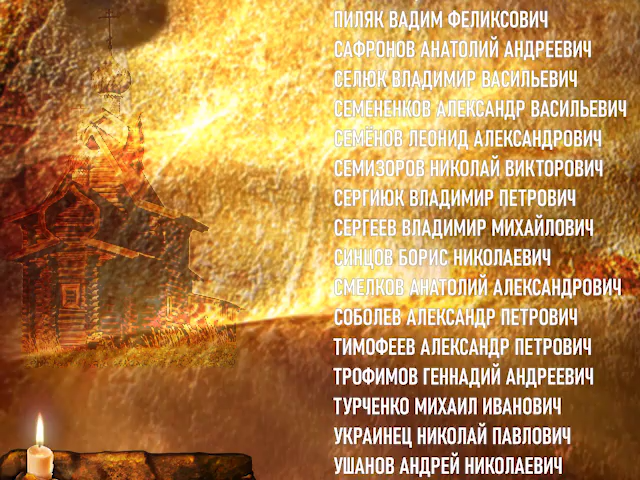 ПИЛЯК ВАДИМ ФЕЛИКСОВИЧ
САФРОНОВ АНАТОЛИЙ АНДРЕЕВИЧ
СЕЛЮК ВЛАДИМИР ВАСИЛЬЕВИЧ
СЕМЕНЕНКОВ АЛЕКСАНДР ВАСИЛЬЕВИЧ
СЕМЁНОВ ЛЕОНИД АЛЕКСАНДРОВИЧ
СЕМИЗОРОВ НИКОЛАЙ ВИКТОРОВИЧ
СЕРГИЮК ВЛАДИМИР ПЕТРОВИЧ
СЕРГЕЕВ ВЛАДИМИР МИХАЙЛОВИЧ
СИНЦОВ БОРИС НИКОЛАЕВИЧ
СМЕЛКОВ АНАТОЛИЙ АЛЕКСАНДРОВИЧ
СОБОЛЕВ АЛЕКСАНДР ПЕТРОВИЧ
ТИМОФЕЕВ АЛЕКСАНДР ПЕТРОВИЧ
ТРОФИМОВ ГЕННАДИЙ АНДРЕЕВИЧ
ТУРЧЕНКО МИХАИЛ ИВАНОВИЧ
УКРАИНЕЦ НИКОЛАЙ ПАВЛОВИЧ
УШАНОВ АНДРЕЙ НИКОЛАЕВИЧ